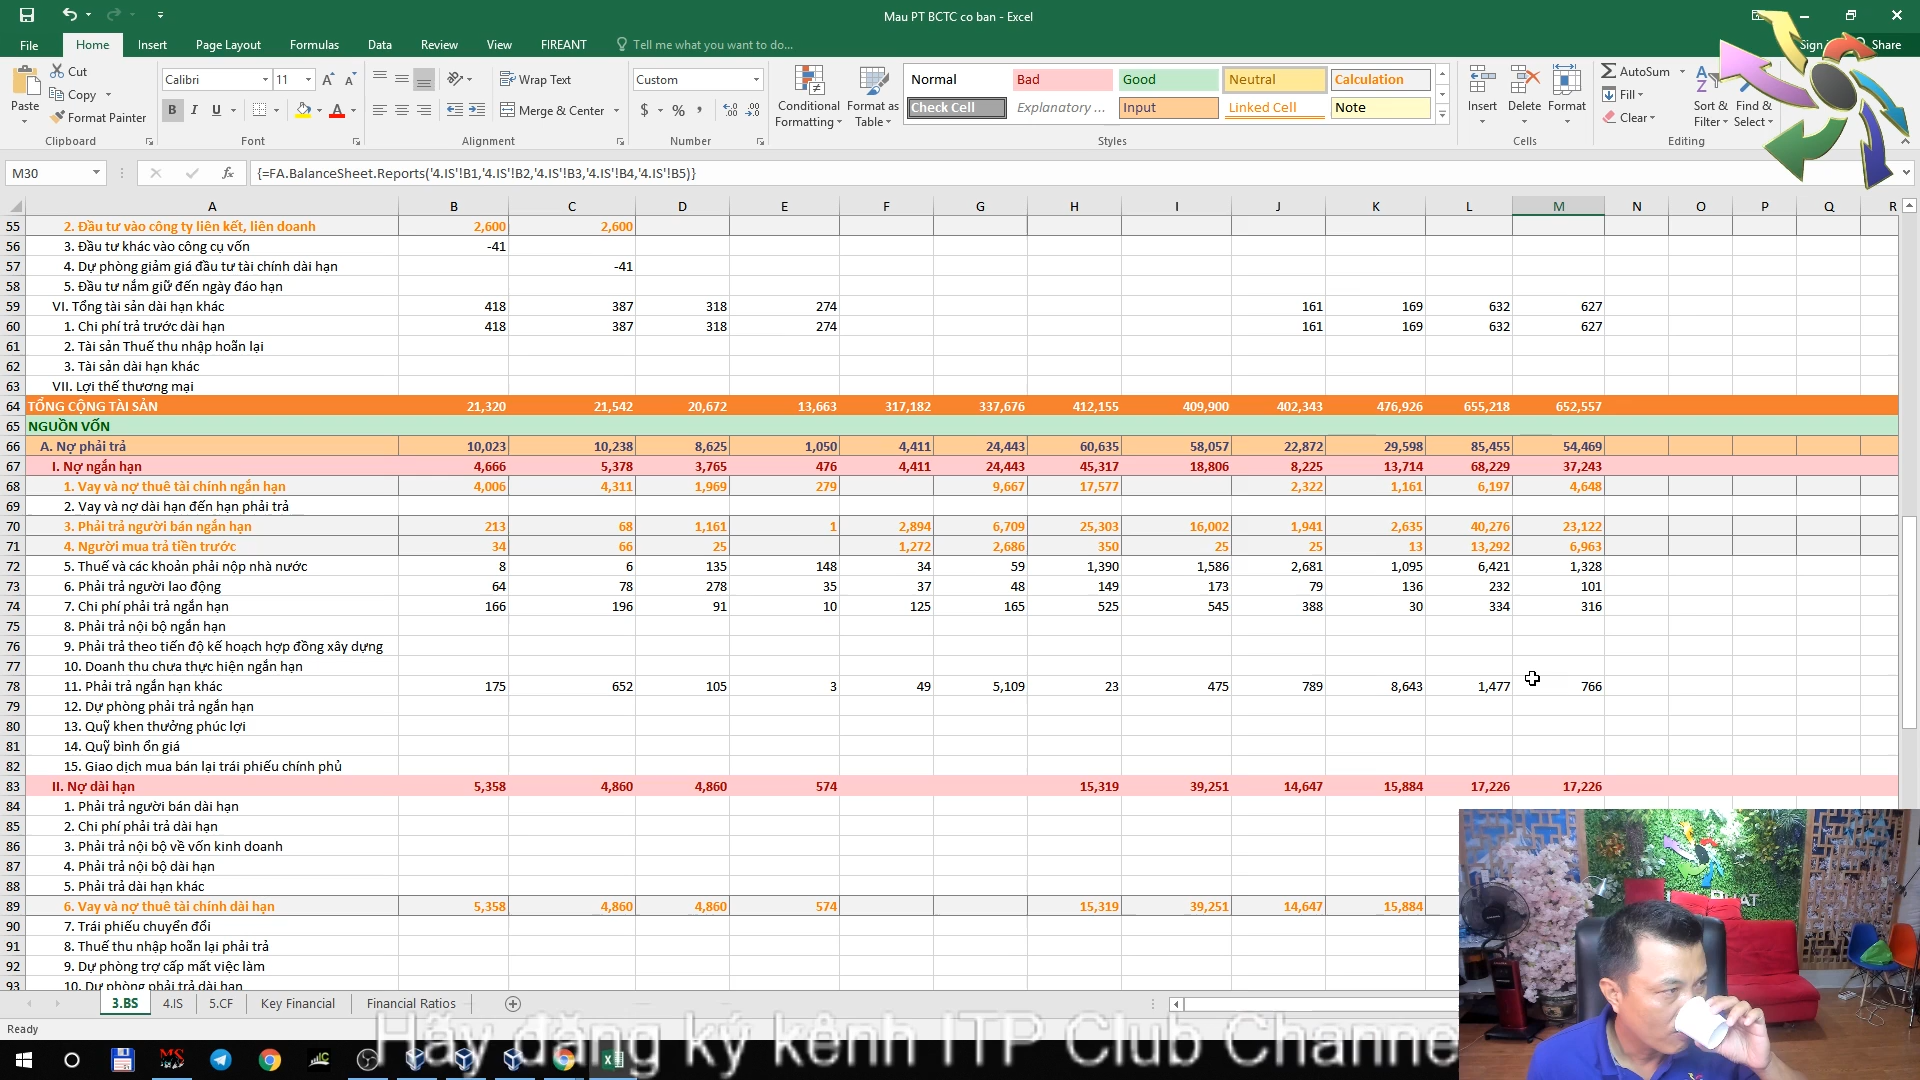 Mau PT BCTC co ban - Excel
File Home Insert Page Layout Formulas Data Review View FIREANT Tell me what you want to do... Share
Cut
Copy
Format Painter
Paste
Clipboard
Calibri 11
B I U
Font
Wrap Text
Merge & Center
Alignment
Custom
$ % ,
Number
Conditional Formatting
Format as Table
Normal Bad Good Neutral Calculation
Check Cell Explanatory ... Input Linked Cell Note
Styles
Insert Delete Format
Cells
AutoSum
Fill
Clear
Sort & Filter
Find & Select
Editing
M30 fx {=FA.BalanceSheet.Reports('4.IS'!B1,'4.IS'!B2,'4.IS'!B3,'4.IS'!B4,'4.IS'!B5)}
A B C D E F G H I J K L M N O P Q R
55 2. Đầu tư vào công ty liên kết, liên doanh 2,600 2,600
56 3. Đầu tư khác vào công cụ vốn -41
57 4. Dự phòng giảm giá đầu tư tài chính dài hạn -41
58 5. Đầu tư nắm giữ đến ngày đáo hạn
59 VI. Tổng tài sản dài hạn khác 418 387 318 274 161 169 632 627
60 1. Chi phí trả trước dài hạn 418 387 318 274 161 169 632 627
61 2. Tài sản Thuế thu nhập hoãn lại
62 3. Tài sản dài hạn khác
63 VII. Lợi thế thương mại
64 TỔNG CỘNG TÀI SẢN 21,320 21,542 20,672 13,663 317,182 337,676 412,155 409,900 402,343 476,926 655,218 652,557
65 NGUỒN VỐN
66 A. Nợ phải trả 10,023 10,238 8,625 1,050 4,411 24,443 60,635 58,057 22,872 29,598 85,455 54,469
67 I. Nợ ngắn hạn 4,666 5,378 3,765 476 4,411 24,443 45,317 18,806 8,225 13,714 68,229 37,243
68 1. Vay và nợ thuê tài chính ngắn hạn 4,006 4,311 1,969 279 9,667 17,577 2,322 1,161 6,197 4,648
69 2. Vay và nợ dài hạn đến hạn phải trả
70 3. Phải trả người bán ngắn hạn 213 68 1,161 1 2,894 6,709 25,303 16,002 1,941 2,635 40,276 23,122
71 4. Người mua trả tiền trước 34 66 25 1,272 2,686 350 25 25 13 13,292 6,963
72 5. Thuế và các khoản phải nộp nhà nước 8 6 135 148 34 59 1,390 1,586 2,681 1,095 6,421 1,328
73 6. Phải trả người lao động 64 78 278 35 37 48 149 173 79 136 232 101
74 7. Chi phí phải trả ngắn hạn 166 196 91 10 125 165 525 545 388 30 334 316
75 8. Phải trả nội bộ ngắn hạn
76 9. Phải trả theo tiến độ kế hoạch hợp đồng xây dựng
77 10. Doanh thu chưa thực hiện ngắn hạn
78 11. Phải trả ngắn hạn khác 175 652 105 3 49 5,109 23 475 789 8,643 1,477 766
79 12. Dự phòng phải trả ngắn hạn
80 13. Quỹ khen thưởng phúc lợi
81 14. Quỹ bình ổn giá
82 15. Giao dịch mua bán lại trái phiếu chính phủ
83 II. Nợ dài hạn 5,358 4,860 4,860 574 15,319 39,251 14,647 15,884 17,226 17,226
84 1. Phải trả người bán dài hạn
85 2. Chi phí phải trả dài hạn
86 3. Phải trả nội bộ về vốn kinh doanh
87 4. Phải trả nội bộ dài hạn
88 5. Phải trả dài hạn khác
89 6. Vay và nợ thuê tài chính dài hạn 5,358 4,860 4,860 574 15,319 39,251 14,647 15,884
90 7. Trái phiếu chuyển đổi
91 8. Thuế thu nhập hoãn lại phải trả
92 9. Dự phòng trợ cấp mất việc làm
93 10. Dự phòng phải trả dài hạn
3.BS 4.IS 5.CF Key Financial Financial Ratios
Ready
Hãy đăng ký kênh ITP Club Channe